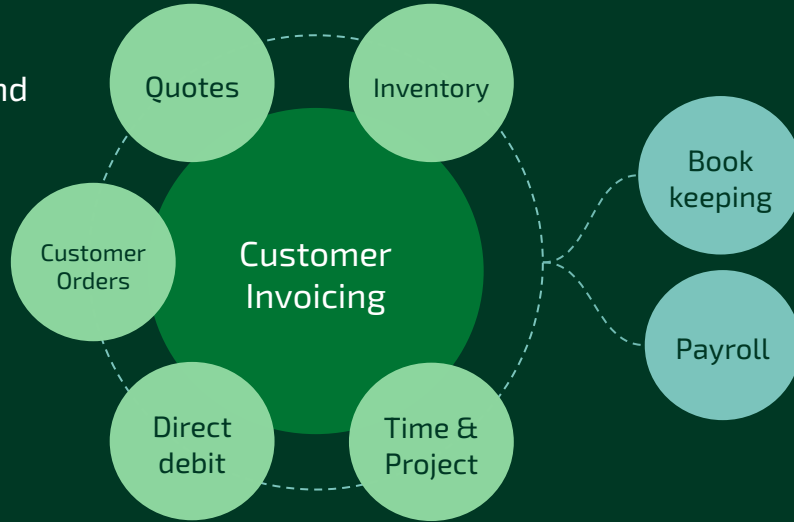 nd
Quotes
Inventory
Book
keeping
Customer
Orders
Customer
Invoicing
Payroll
Direct
debit
Time &
Project